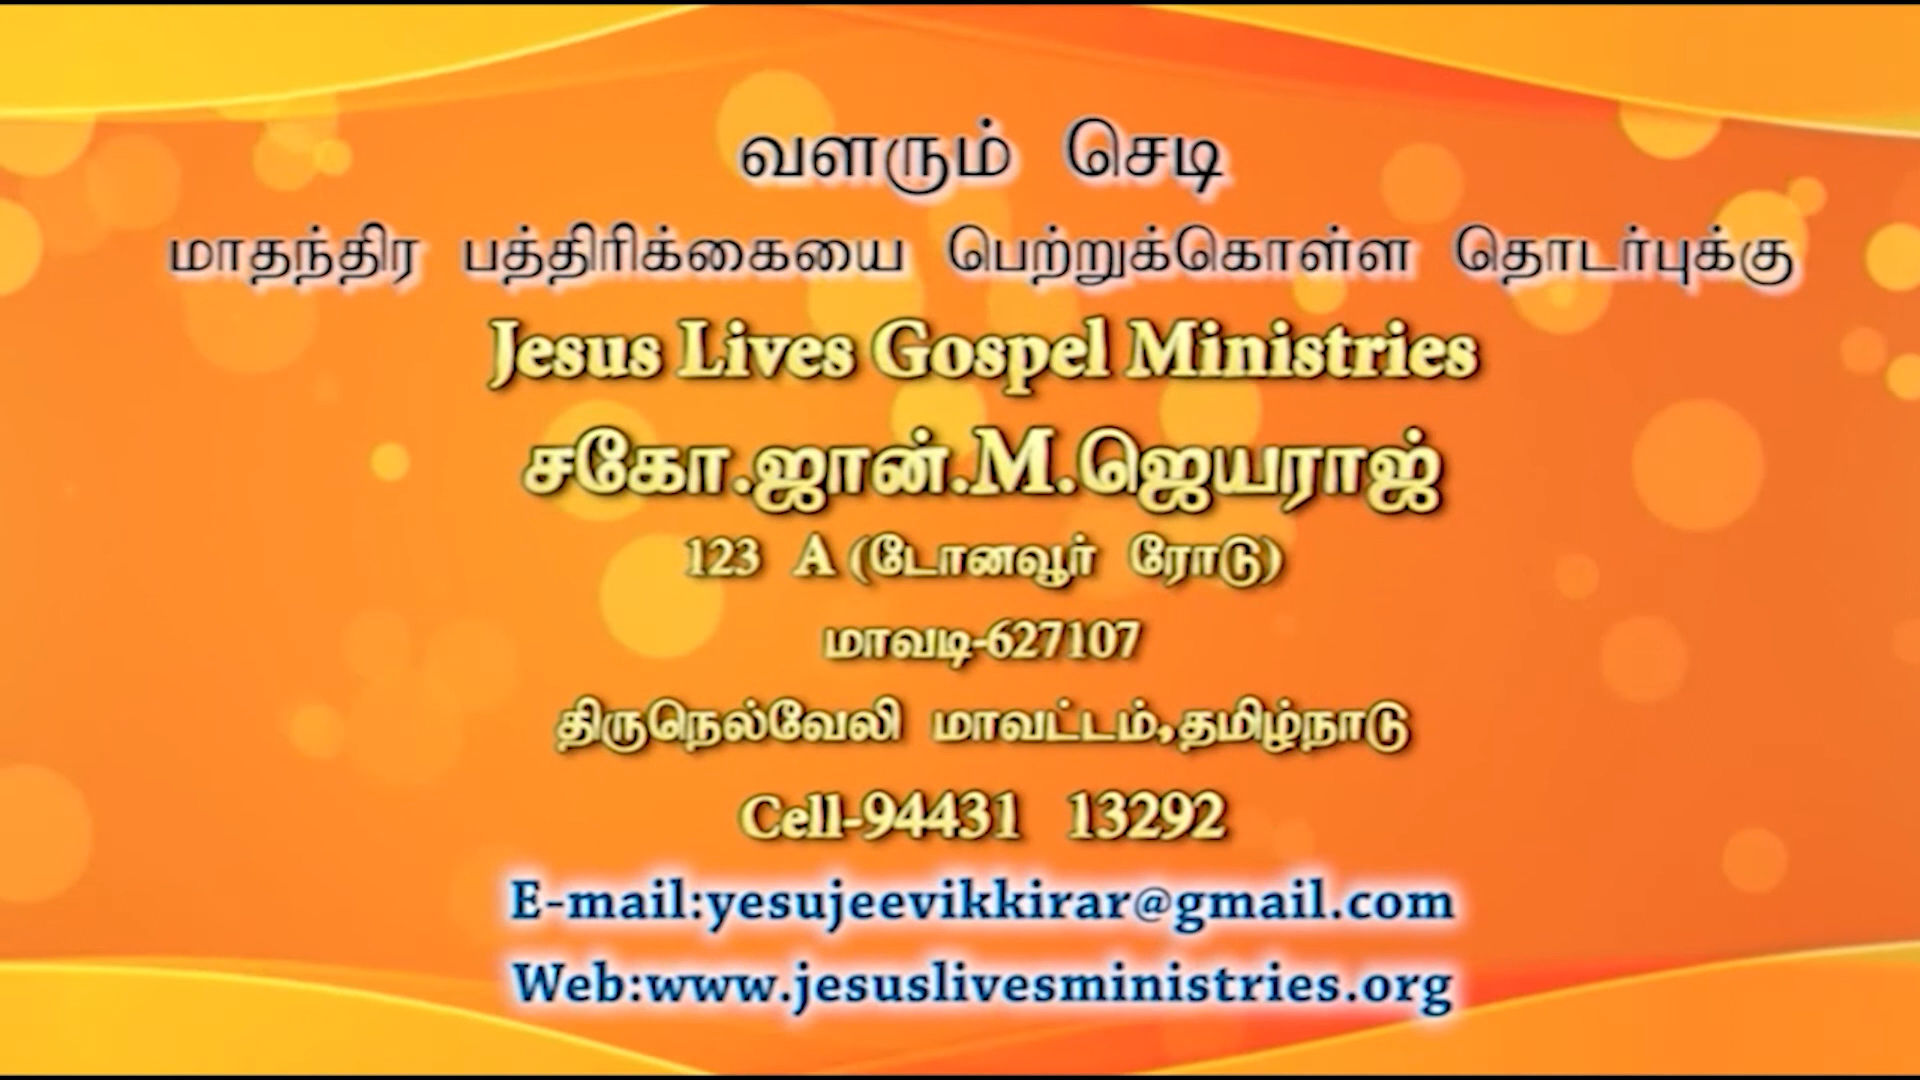 வளரும் செடி
மாதந்திர பத்திரிக்கையை பெற்றுக்கொள்ள தொடர்புக்கு
Jesus Lives Gospel Ministries
சகோ.ஜான்.M.ஜெயராஜ்
123 A (டோனவூர் ரோடு)
மாவடி-627107
திருநெல்வேலி மாவட்டம்,தமிழ்நாடு
Cell-94431 13292
E-mail:yesujeevikkirar@gmail.com
Web:www.jesuslivesministries.org